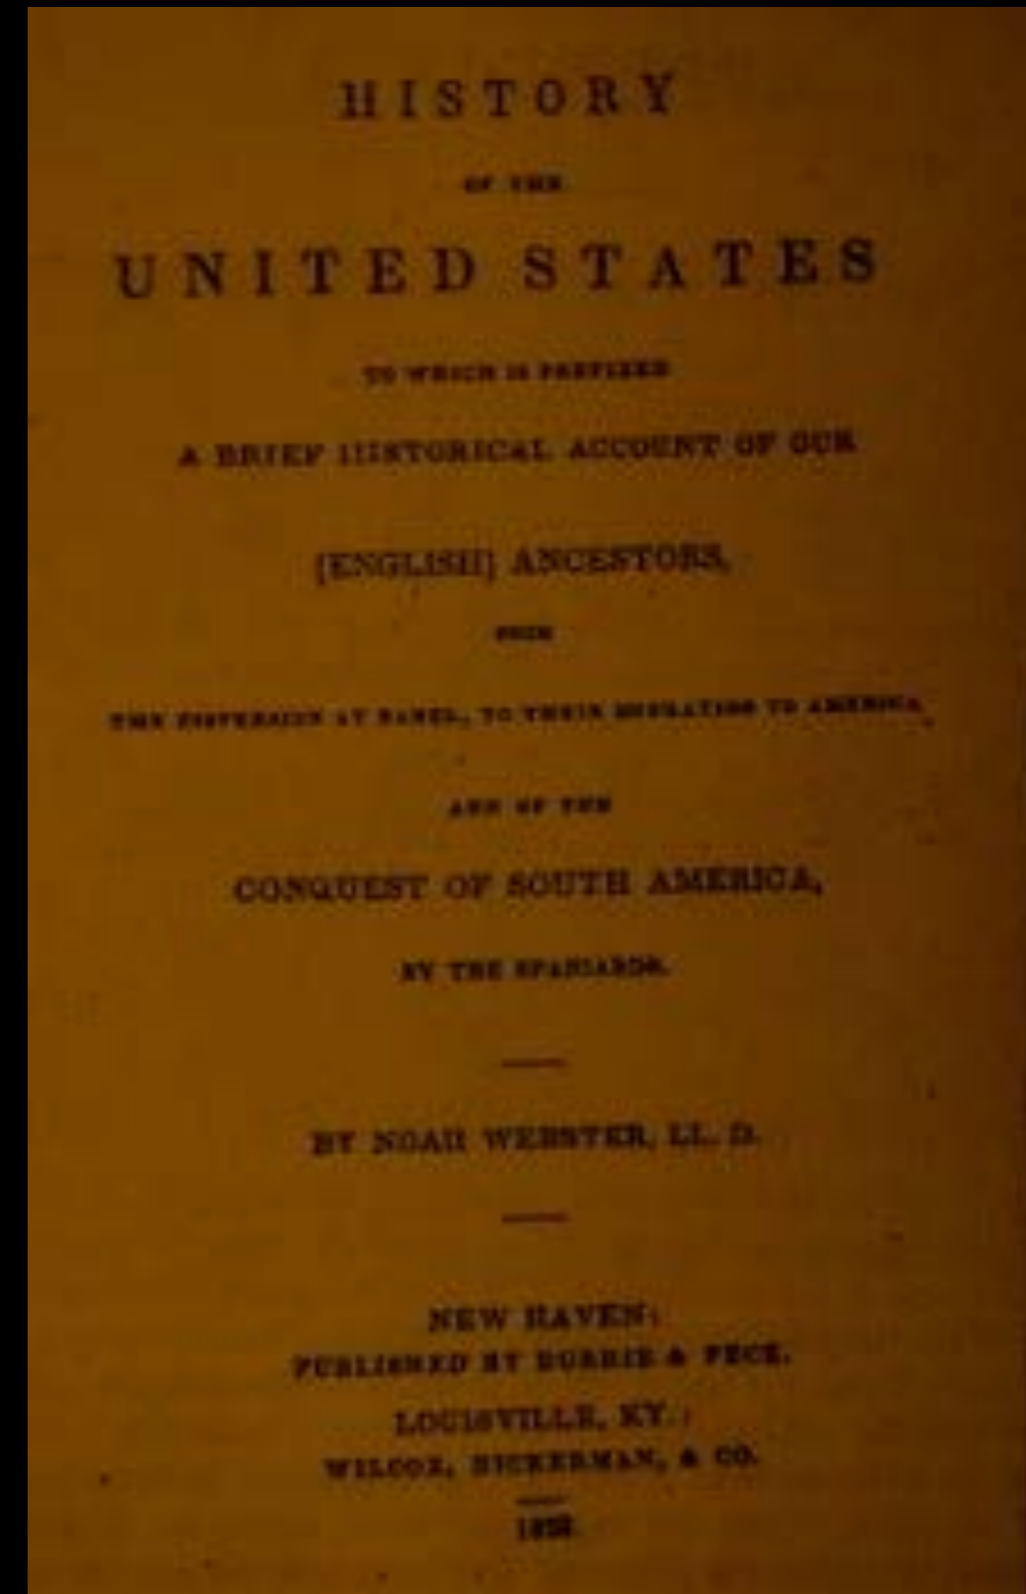 HISTORY
OF THE
UNITED STATES
TO WHICH IS PREFIXED
A BRIEF HISTORICAL ACCOUNT OF OUR
[ENGLISH] ANCESTORS,
FROM
THE DISPERSION AT BABEL, TO THEIR MIGRATION TO AMERICA,
AND OF THE
CONQUEST OF SOUTH AMERICA,
BY THE SPANIARDS.
BY NOAH WEBSTER, LL. D.
NEW HAVEN:
PUBLISHED BY DURRIE & PECK.
LOUISVILLE, KY.:
WILCOX, DICKERMAN, & CO.